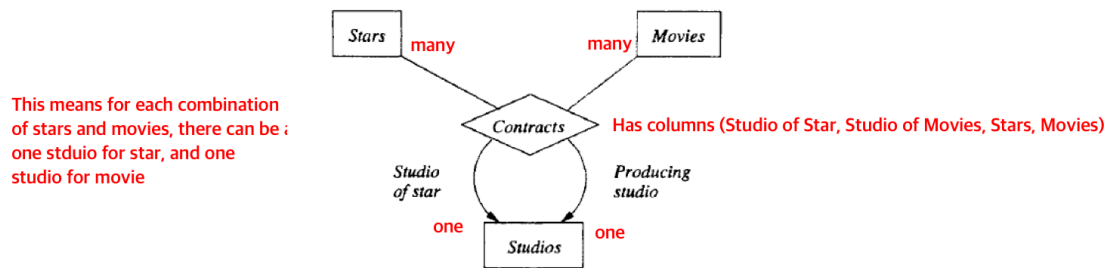 Stars
many
many
Movies
This means for each combination
of stars and movies, there can be a
one stduio for star, and one
studio for movie
Contracts
Has columns (Studio of Star, Studio of Movies, Stars, Movies)
Studio
of star
Producing
studio
one
one
Studios